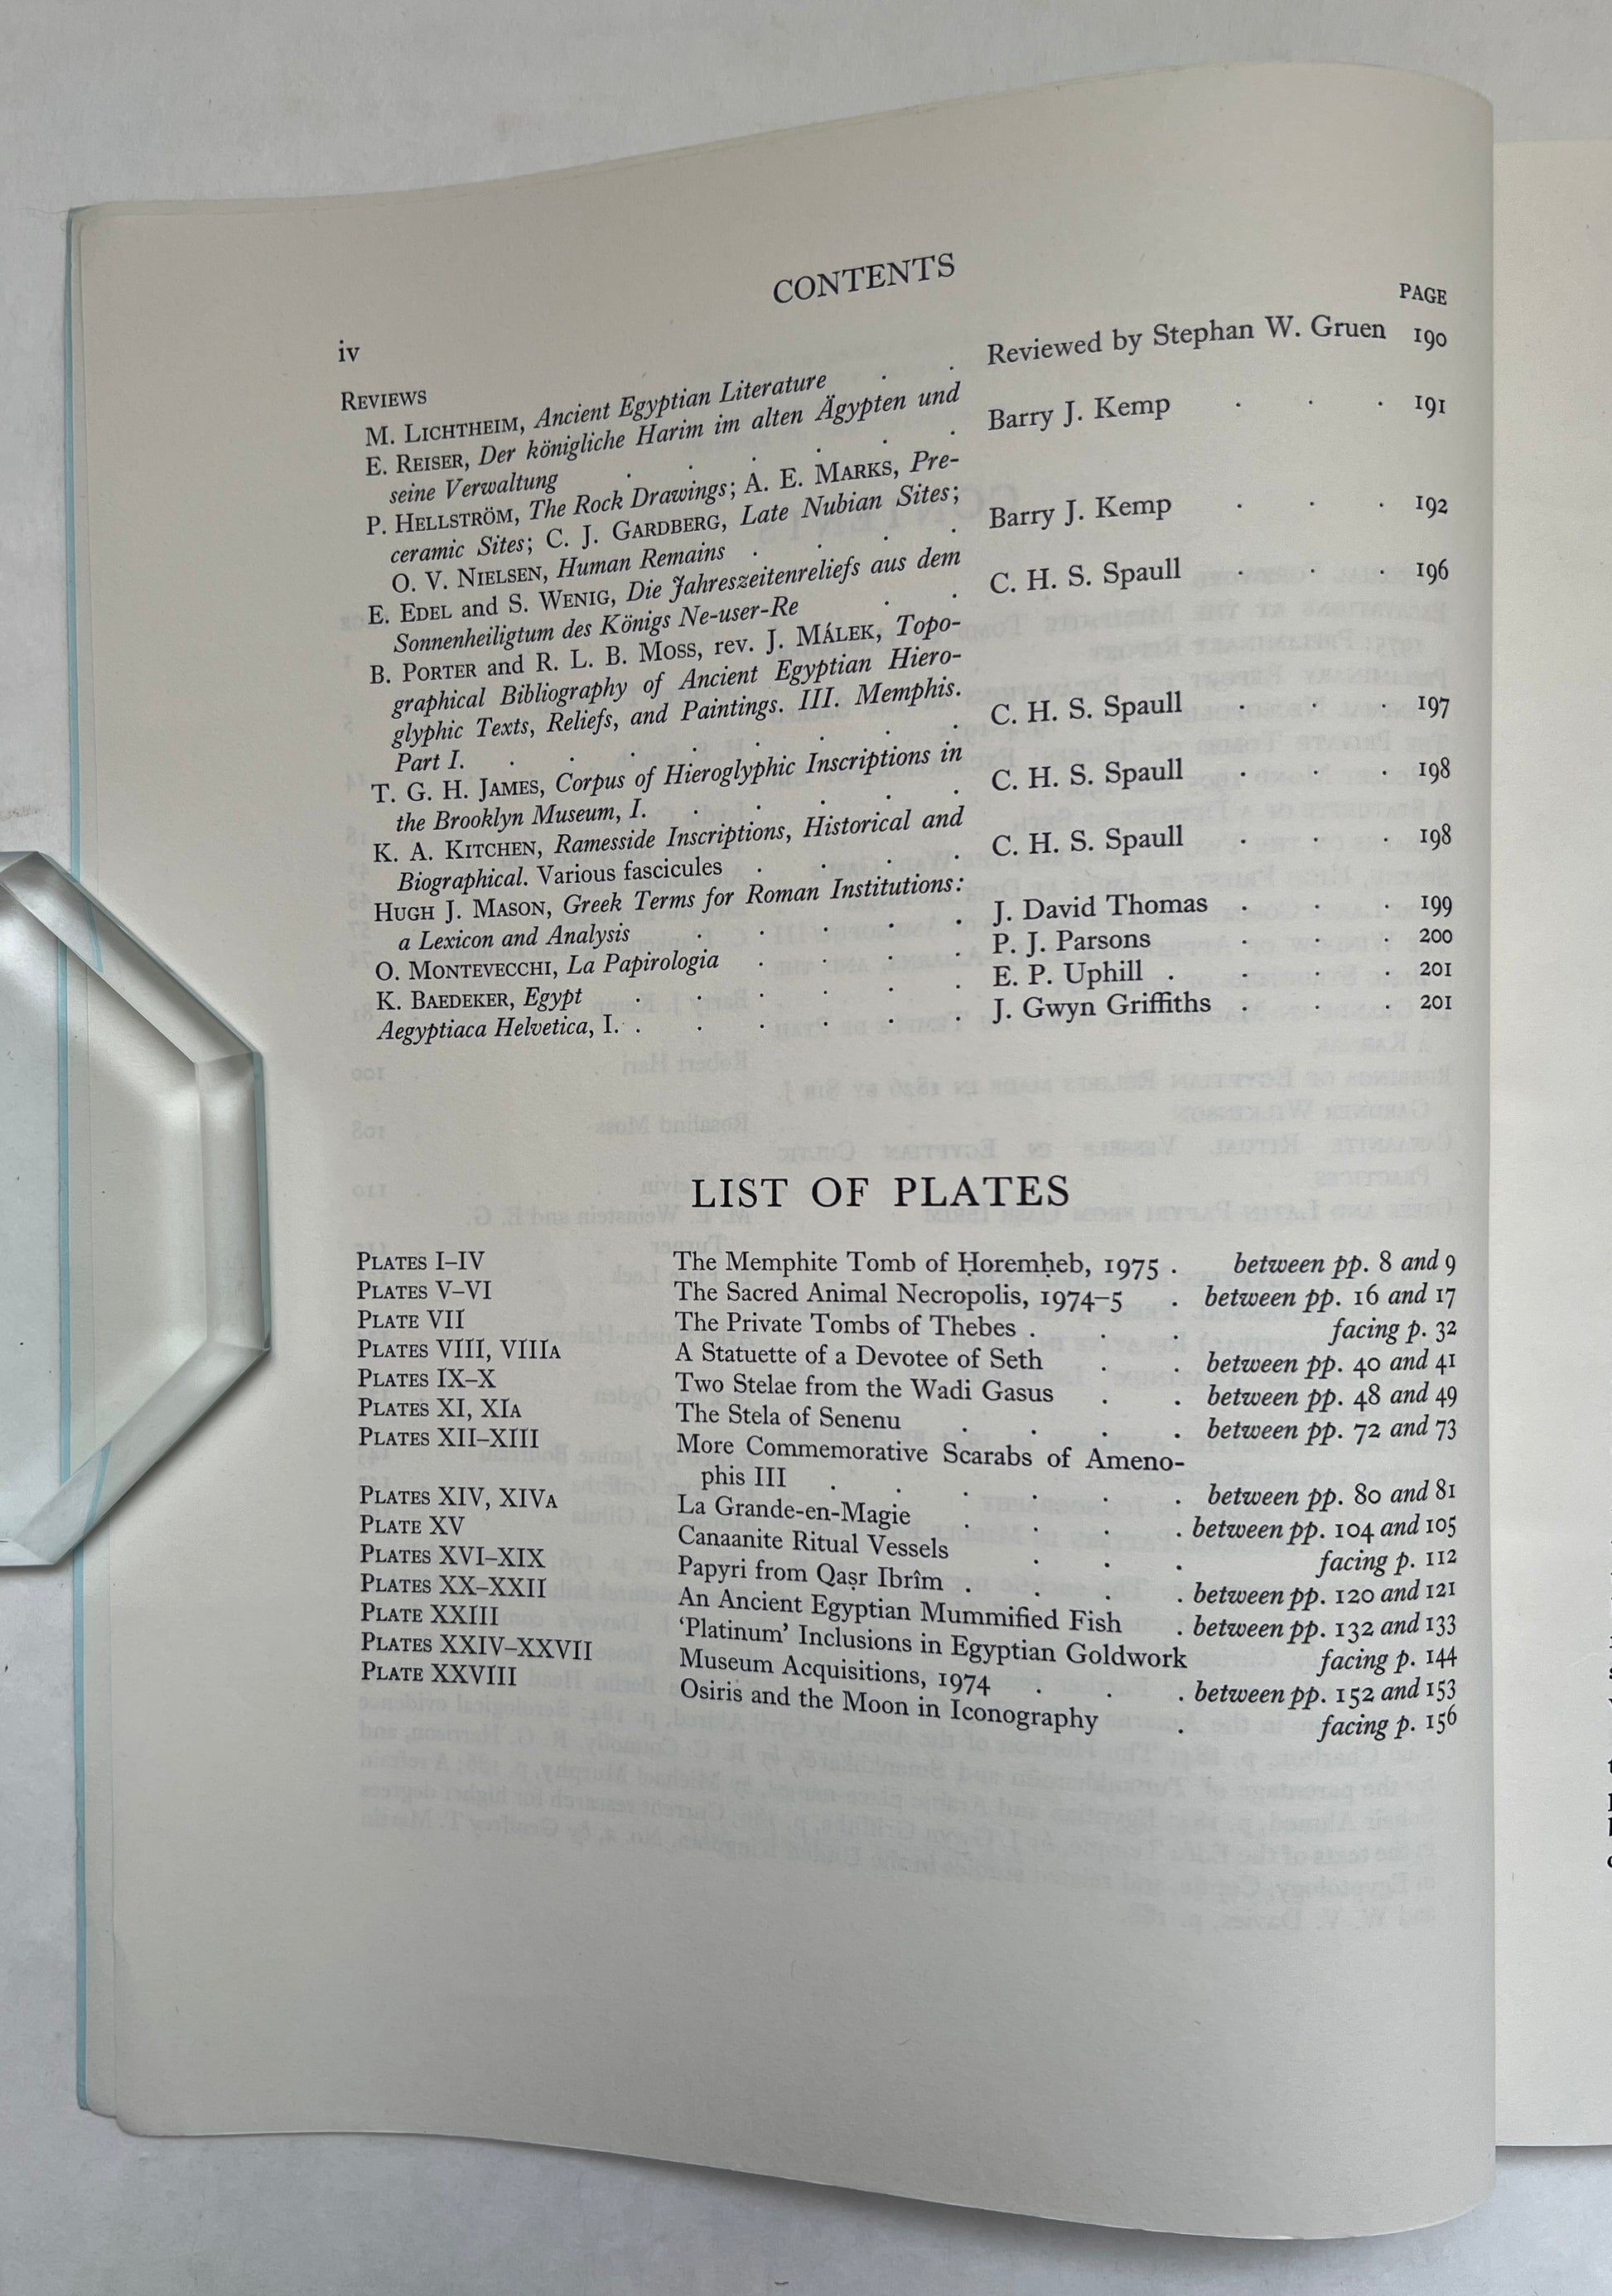 CONTENTS
iv
PAGE
REVIEWS
M. LICHTHEIM, Ancient Egyptian Literature . . Reviewed by Stephan W. Gruen 190
E. REISER, Der königliche Harim im alten Ägypten und
seine Verwaltung . . . . . . Barry J. Kemp . . . 191
P. HELLSTRÖM, The Rock Drawings; A. E. MARKS, Pre-
ceramic Sites; C. J. GARDBERG, Late Nubian Sites;
O. V. NIELSEN, Human Remains . . . . Barry J. Kemp . . . 192
E. EDEL and S. WENIG, Die Jahreszeitenreliefs aus dem
Sonnenheiligtum des Königs Ne-user-Re . . C. H. S. Spaull . . . 196
B. PORTER and R. L. B. MOSS, rev. J. MÁLEK, Topo-
graphical Bibliography of Ancient Egyptian Hiero-
glyphic Texts, Reliefs, and Paintings. III. Memphis.
Part I. . . . . . . . . C. H. S. Spaull . . . 197
T. G. H. JAMES, Corpus of Hieroglyphic Inscriptions in
the Brooklyn Museum, I. . . . . . C. H. S. Spaull . . . 198
K. A. KITCHEN, Ramesside Inscriptions, Historical and
Biographical. Various fascicules . . . . C. H. S. Spaull . . . 198
HUGH J. MASON, Greek Terms for Roman Institutions:
a Lexicon and Analysis . . . . . J. David Thomas . . . 199
O. MONTEVECCHI, La Papirologia . . . . P. J. Parsons . . . 200
K. BAEDEKER, Egypt . . . . . . E. P. Uphill . . . . 201
Aegyptiaca Helvetica, I. . . . . . . J. Gwyn Griffiths . . . 201
LIST OF PLATES
PLATES I–IV The Memphite Tomb of Ḥoremḥeb, 1975 . between pp. 8 and 9
PLATES V–VI The Sacred Animal Necropolis, 1974–5 . between pp. 16 and 17
PLATE VII The Private Tombs of Thebes . . . facing p. 32
PLATES VIII, VIIIA A Statuette of a Devotee of Seth . . between pp. 40 and 41
PLATES IX–X Two Stelae from the Wadi Gasus . . between pp. 48 and 49
PLATES XI, XIA The Stela of Senenu . . . . between pp. 72 and 73
PLATES XII–XIII More Commemorative Scarabs of Ameno-
phis III . . . . . . between pp. 80 and 81
PLATES XIV, XIVA La Grande-en-Magie . . . . between pp. 104 and 105
PLATE XV Canaanite Ritual Vessels . . . facing p. 112
PLATES XVI–XIX Papyri from Qaṣr Ibrîm . . . . between pp. 120 and 121
PLATES XX–XXII An Ancient Egyptian Mummified Fish . between pp. 132 and 133
PLATE XXIII 'Platinum' Inclusions in Egyptian Goldwork facing p. 144
PLATES XXIV–XXVII Museum Acquisitions, 1974 . . . between pp. 152 and 153
PLATE XXVIII Osiris and the Moon in Iconography . facing p. 156